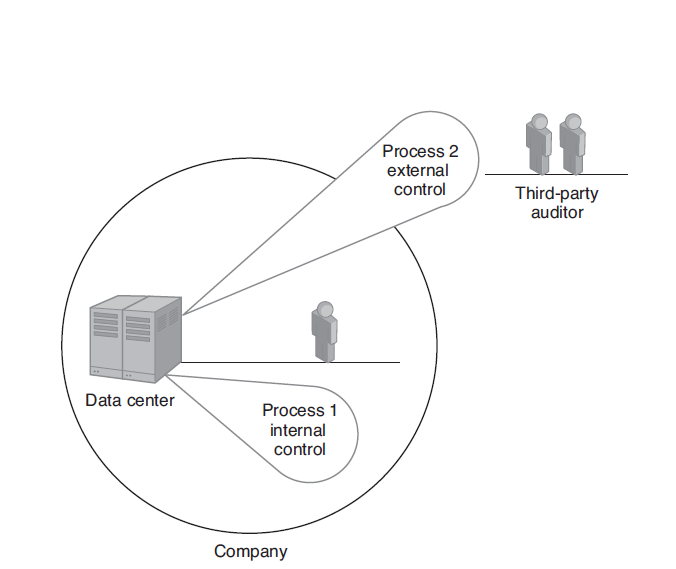 Process 2
external
control
Third-party
auditor
Data center
Process 1
internal
control
Company